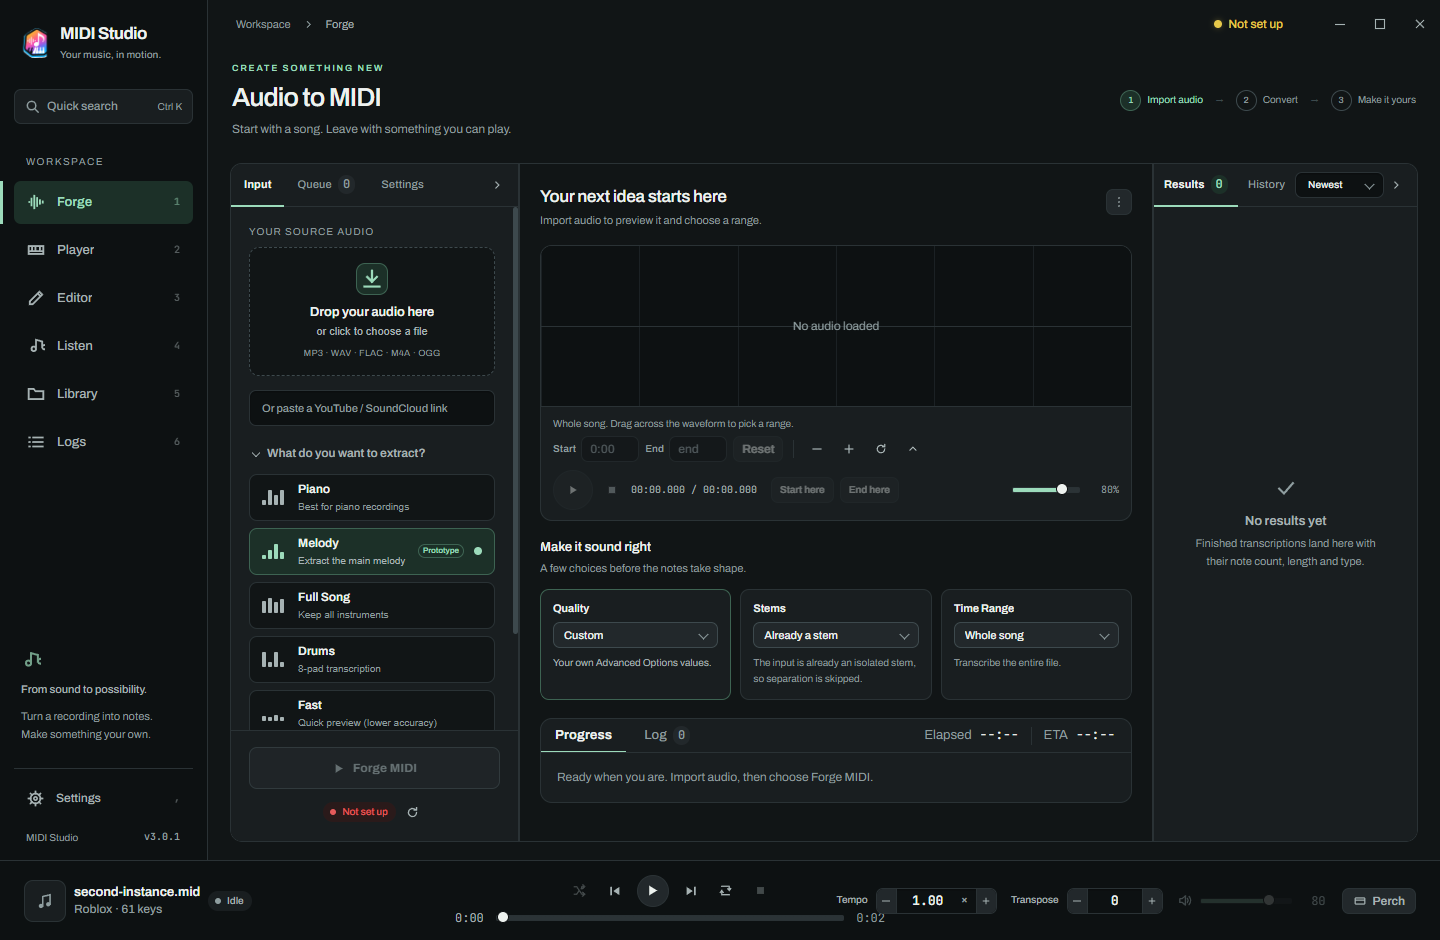 MIDI Studio
Your music, in motion.
Quick search Ctrl K
WORKSPACE
Forge 1
Player 2
Editor 3
Listen 4
Library 5
Logs 6
From sound to possibility.
Turn a recording into notes.
Make something your own.
Settings ,
MIDI Studio v3.0.1
Workspace > Forge
Not set up
CREATE SOMETHING NEW
Audio to MIDI
Start with a song. Leave with something you can play.
1 Import audio → 2 Convert → 3 Make it yours
Input Queue 0 Settings
YOUR SOURCE AUDIO
Drop your audio here
or click to choose a file
MP3 · WAV · FLAC · M4A · OGG
Or paste a YouTube / SoundCloud link
What do you want to extract?
Piano
Best for piano recordings
Melody
Extract the main melody
Prototype
Full Song
Keep all instruments
Drums
8-pad transcription
Fast
Quick preview (lower accuracy)
Forge MIDI
Not set up
Your next idea starts here
Import audio to preview it and choose a range.
No audio loaded
Whole song. Drag across the waveform to pick a range.
Start 0:00 End end Reset
00:00.000 / 00:00.000 Start here End here 80%
Make it sound right
A few choices before the notes take shape.
Quality
Custom
Your own Advanced Options values.
Stems
Already a stem
The input is already an isolated stem,
so separation is skipped.
Time Range
Whole song
Transcribe the entire file.
Progress Log 0 Elapsed --:-- ETA --:--
Ready when you are. Import audio, then choose Forge MIDI.
Results 0 History Newest
No results yet
Finished transcriptions land here with
their note count, length and type.
second-instance.mid
Roblox · 61 keys
Idle
0:00 0:02
Tempo − 1.00 × + Transpose − 0 + 80 Perch